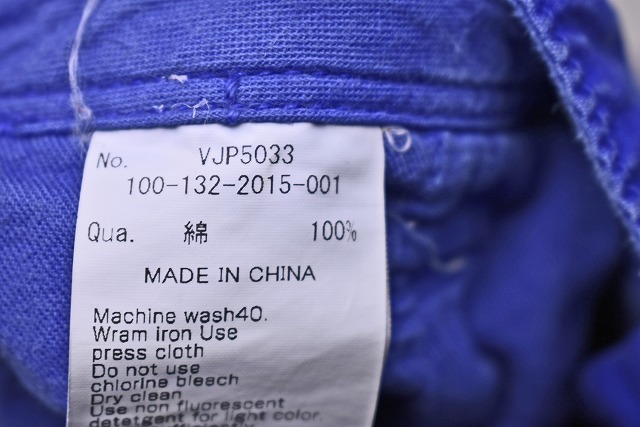 No. VJP5033
100-132-2015-001
Qua. 綿 100%
MADE IN CHINA
Machine wash40.
Wram iron Use
press cloth
Do not use
chlorine bleach
Dry clean
Use non fluorescent
detetgent for light color.